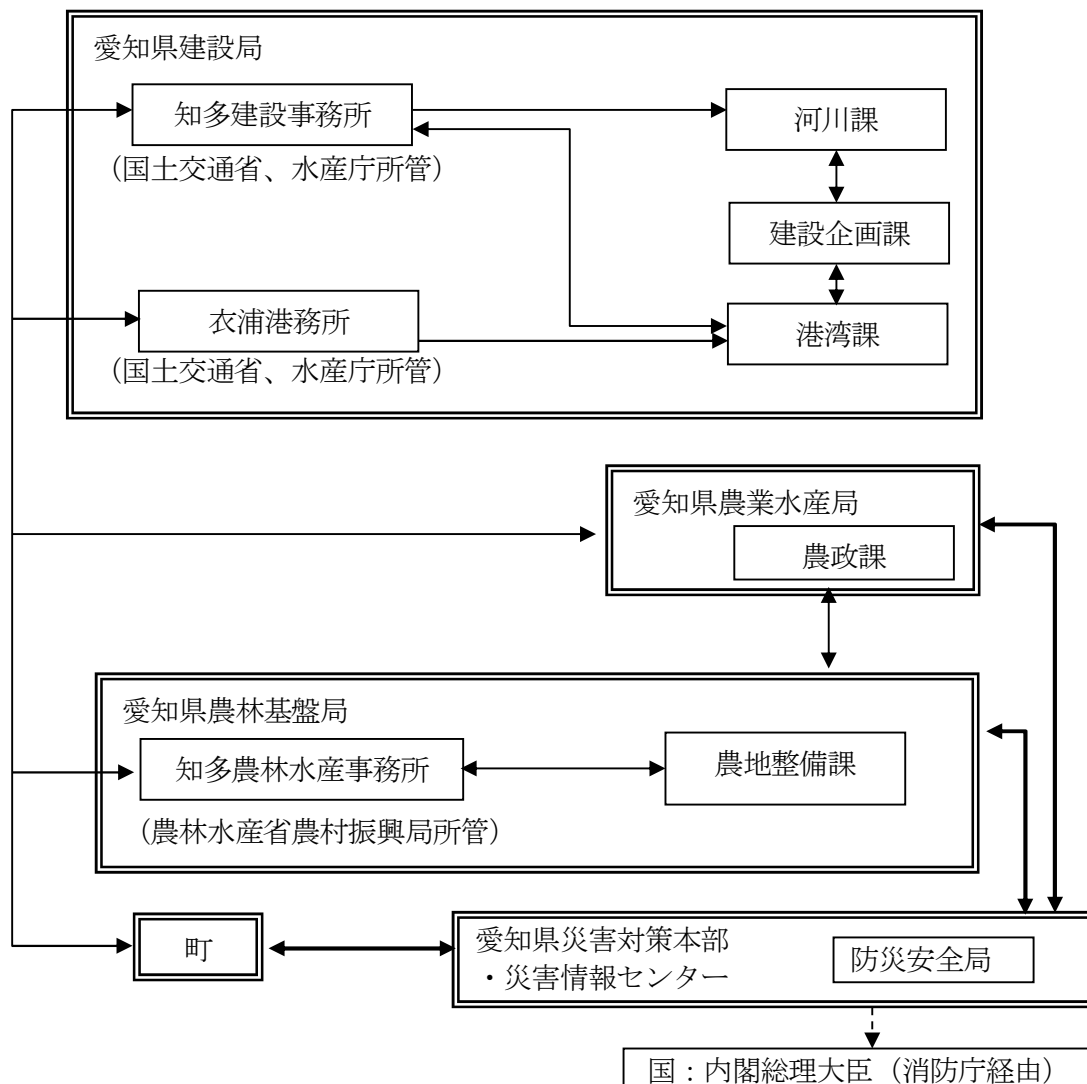 愛知県建設局
知多建設事務所
河川課
(国土交通省、水産庁所管)
建設企画課
衣浦港務所
港湾課
(国土交通省、水産庁所管)
愛知県農業水産局
農政課
愛知県農林基盤局
知多農林水産事務所
農地整備課
(農林水産省農村振興局所管)
町
愛知県災害対策本部
・災害情報センター
防災安全局
国:内閣総理大臣(消防庁経由)